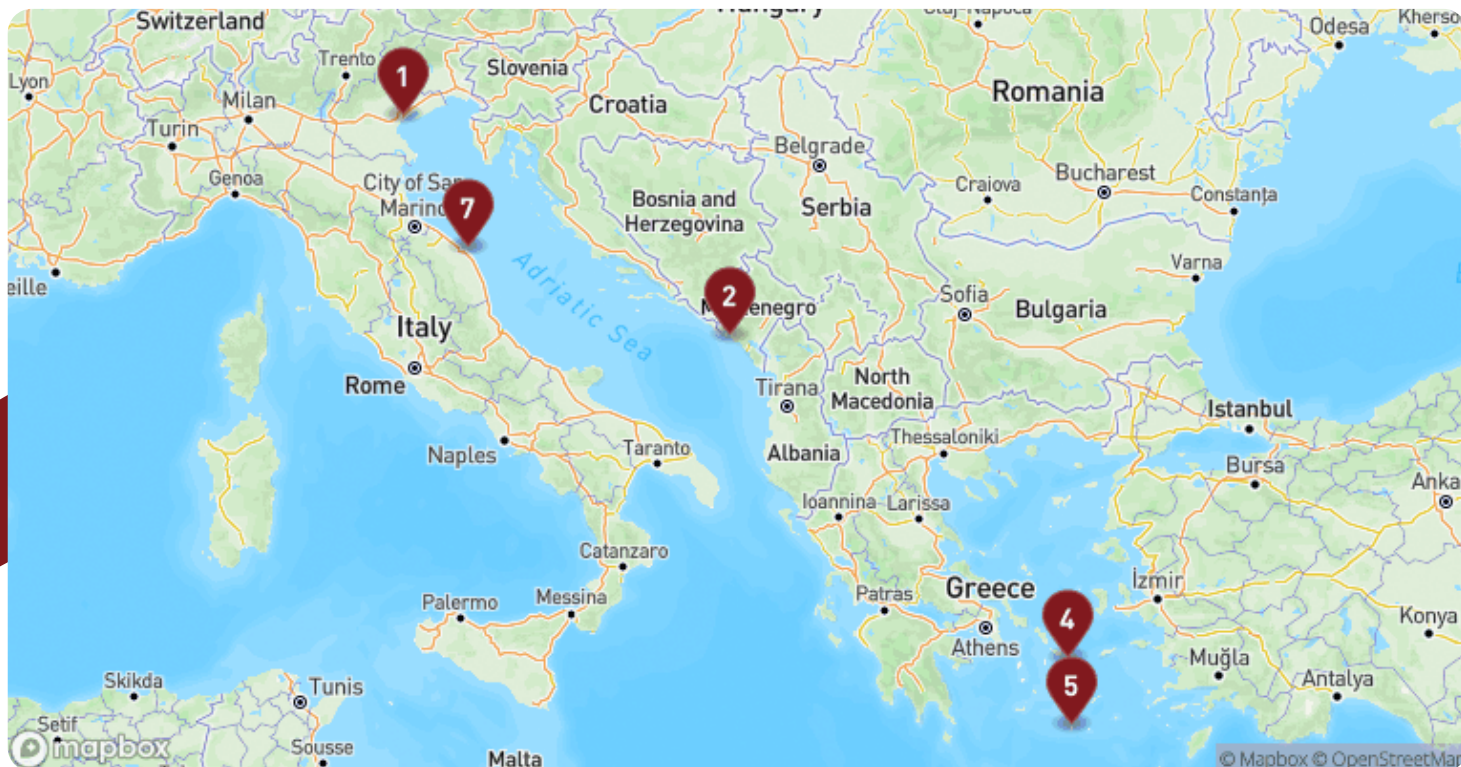 Hungary
Cluj-Napoca
Switzerland
Odesa
Trento
1
Slovenia
Lyon
Milan
Croatia
Romania
Turin
Belgrade
Genoa
City of San
Marino
7
Bosnia and
Herzegovina
Serbia
Craiova
Bucharest
Constanța
Adriatic Sea
Varna
eille
2
Montenegro
Sofia
Bulgaria
Italy
Rome
Tirana
North
Macedonia
Istanbul
Naples
Taranto
Albania
Thessaloniki
Bursa
Ioannina
Larissa
Anka
Catanzaro
Greece
İzmir
Palermo
Messina
Patras
4
Athens
Konya
Skikda
Tunis
5
Muğla
Antalya
Setif
mapbox
Sousse
Malta
© Mapbox © OpenStreetMap